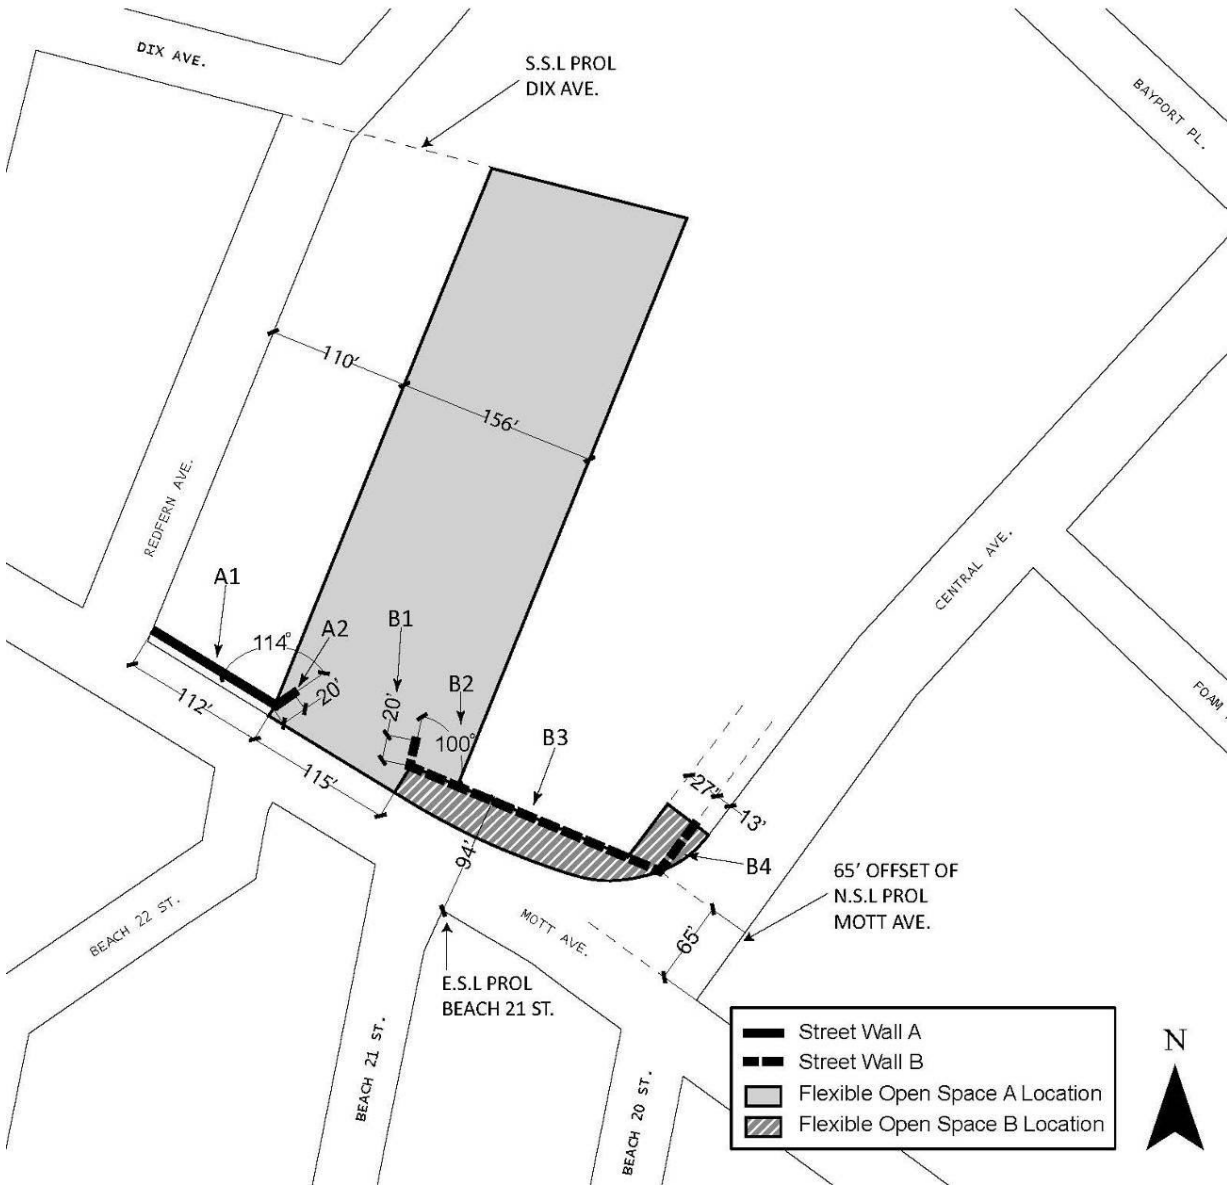 DIX AVE.
S.S.L PROL
DIX AVE.
BAYPORT PL.
110'
156'
REDFERN AVE.
CENTRAL AVE.
A1
A2
B1
114°
B2
20'
20'
100°
B3
112'
115'
27'
13'
94'
B4
65' OFFSET OF
N.S.L PROL
MOTT AVE.
FOAM
BEACH 22 ST.
MOTT AVE.
65'
E.S.L PROL
BEACH 21 ST.
BEACH 21 ST.
BEACH 20 ST.
Street Wall A
Street Wall B
Flexible Open Space A Location
Flexible Open Space B Location
N